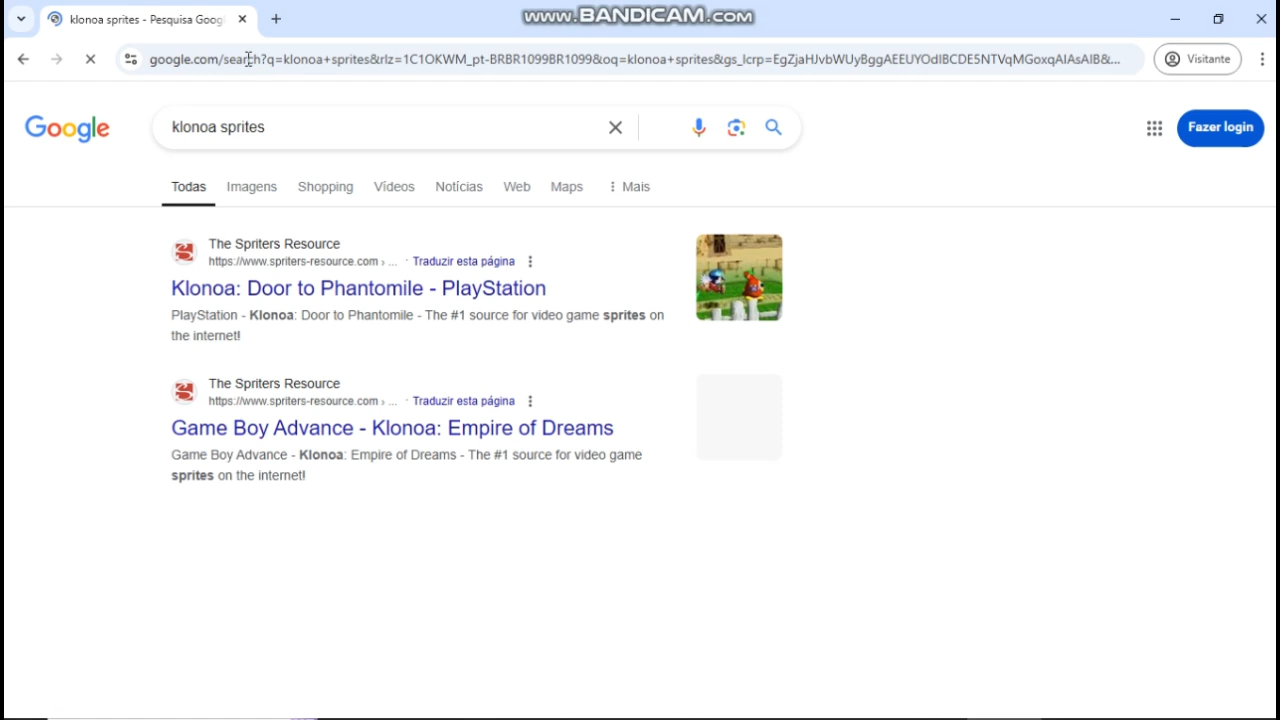 klonoa sprites - Pesquisa Goog
www.BANDICAM.com
google.com/search?q=klonoa+sprites&rlz=1C1OKWM_pt-BRBR1099BR1099&oq=klonoa+sprites&gs_lcrp=EgZjaHJvbWUyBggAEEUYOdIBCDE5NTVqMGoxqAIAsAIB&...
Visitante
Google
klonoa sprites
Fazer login
Todas Imagens Shopping Vídeos Notícias Web Maps Mais
The Spriters Resource
https://www.spriters-resource.com › ... · Traduzir esta página
Klonoa: Door to Phantomile - PlayStation
PlayStation - Klonoa: Door to Phantomile - The #1 source for video game sprites on
the internet!
The Spriters Resource
https://www.spriters-resource.com › ... · Traduzir esta página
Game Boy Advance - Klonoa: Empire of Dreams
Game Boy Advance - Klonoa: Empire of Dreams - The #1 source for video game
sprites on the internet!